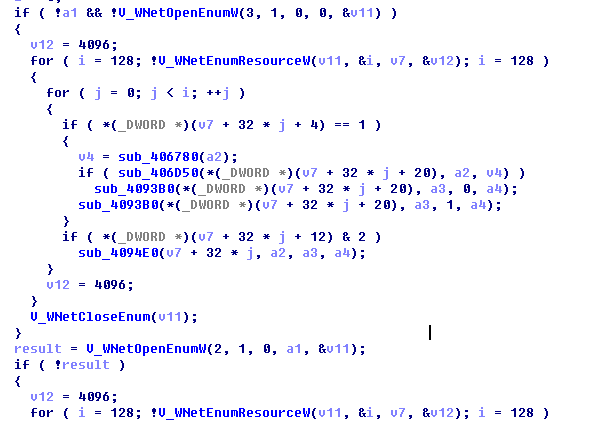 if ( !a1 && !V_WNetOpenEnumW(3, 1, 0, 0, &v11) )
{
v12 = 4096;
for ( i = 128; !V_WNetEnumResourceW(v11, &i, v7, &v12); i = 128 )
{
for ( j = 0; j < i; ++j )
{
if ( *(_DWORD *)(v7 + 32 * j + 4) == 1 )
{
v4 = sub_406780(a2);
if ( sub_406D50(*(_DWORD *)(v7 + 32 * j + 20), a2, v4) )
sub_4093B0(*(_DWORD *)(v7 + 32 * j + 20), a3, 0, a4);
sub_4093B0(*(_DWORD *)(v7 + 32 * j + 20), a3, 1, a4);
}
if ( *(_DWORD *)(v7 + 32 * j + 12) & 2 )
sub_4094E0(v7 + 32 * j, a2, a3, a4);
}
v12 = 4096;
}
V_WNetCloseEnum(v11);
}
result = V_WNetOpenEnumW(2, 1, 0, a1, &v11);
if ( !result )
{
v12 = 4096;
for ( i = 128; !V_WNetEnumResourceW(v11, &i, v7, &v12); i = 128 )